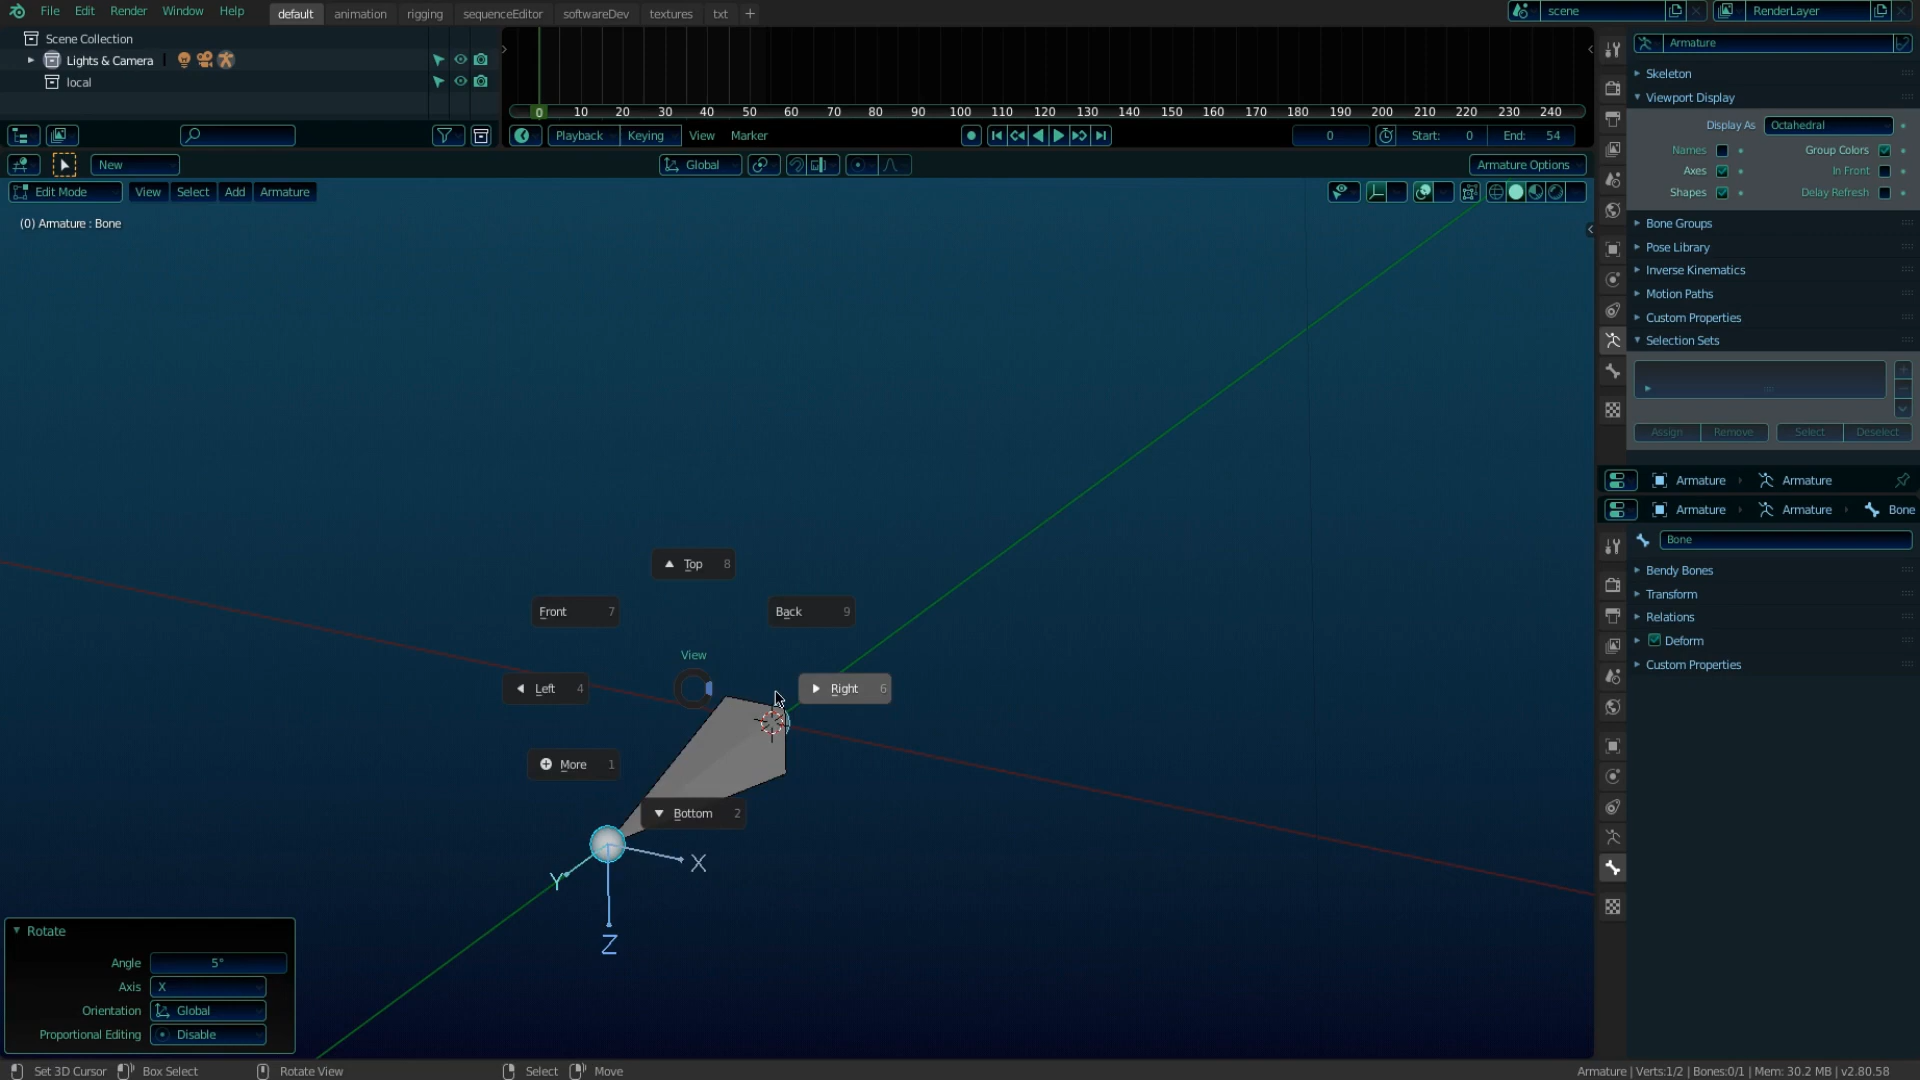 File Edit Render Window Help default animation rigging sequenceEditor softwareDev textures txt + scene RenderLayer
Scene Collection
Lights & Camera
local
0 10 20 30 40 50 60 70 80 90 100 110 120 130 140 150 160 170 180 190 200 210 220 230 240
Playback Keying View Marker 0 Start: 0 End: 54
New Global Armature Options
Edit Mode View Select Add Armature
(0) Armature : Bone
Top 8
Front 7
Back 9
View
Left 4
Right 6
More 1
Bottom 2
Y X
Z
Rotate
Angle 5°
Axis X
Orientation Global
Proportional Editing Disable
Armature
Skeleton
Viewport Display
Display As Octahedral
Names Group Colors
Axes In Front
Shapes Delay Refresh
Bone Groups
Pose Library
Inverse Kinematics
Motion Paths
Custom Properties
Selection Sets
Assign Remove Select Deselect
Armature › Armature
Armature › Armature › Bone
Bone
Bendy Bones
Transform
Relations
Deform
Custom Properties
Set 3D Cursor Box Select Rotate View Select Move Armature | Verts:1/2 | Bones:0/1 | Mem: 30.2 MB | v2.80.58